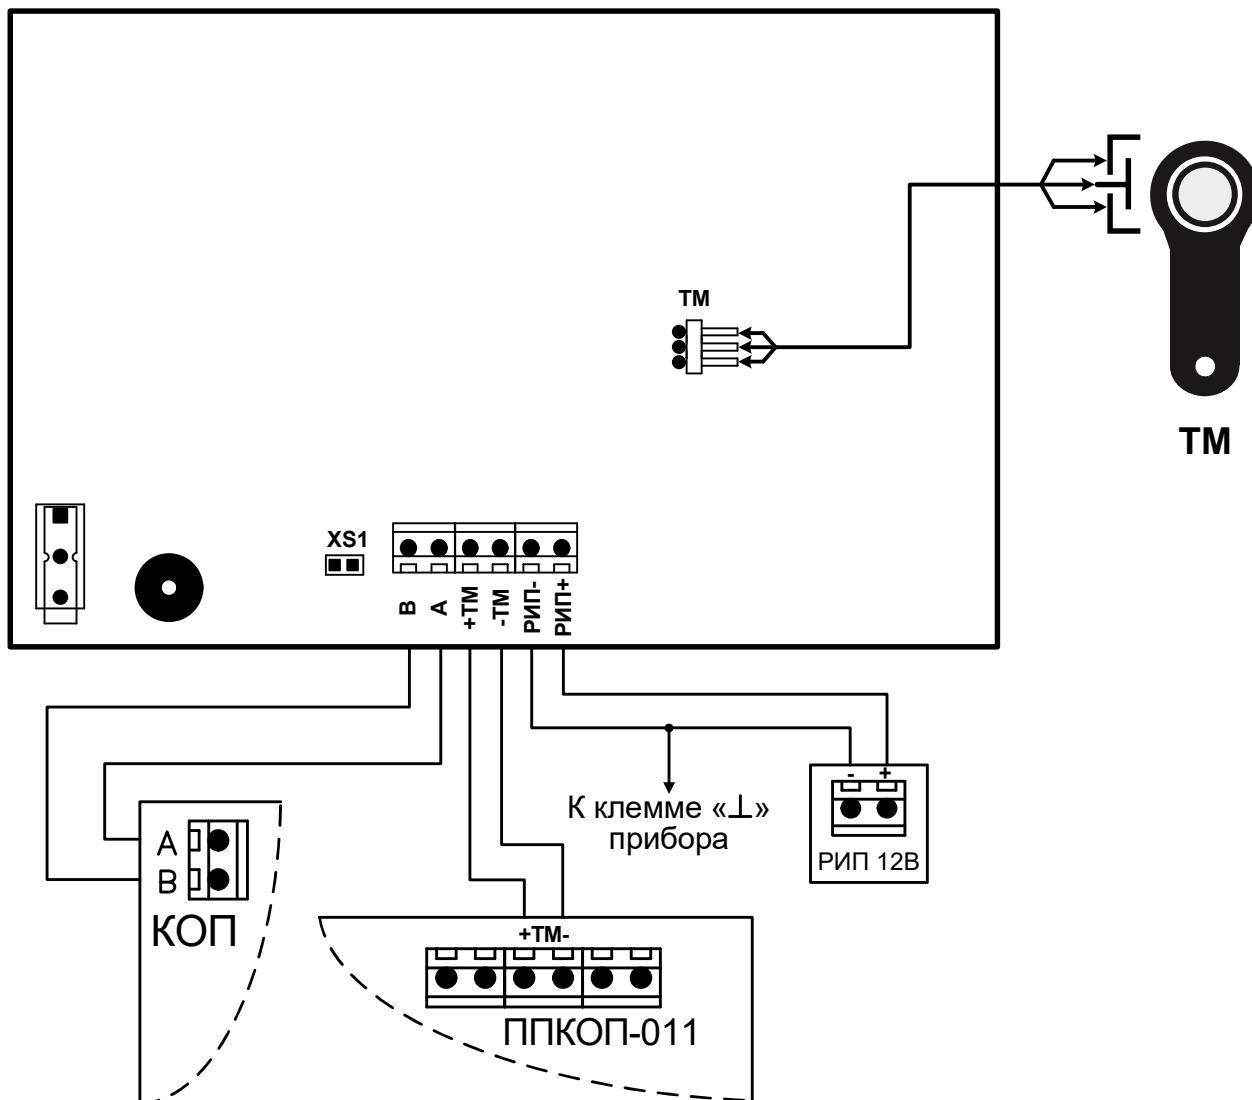 ТМ
ТМ
XS1
B
A
+ТМ
-ТМ
РИП-
РИП+
К клемме «⊥»
прибора
- +
РИП 12В
A
B
КОП
+ТМ-
ППКОП-011